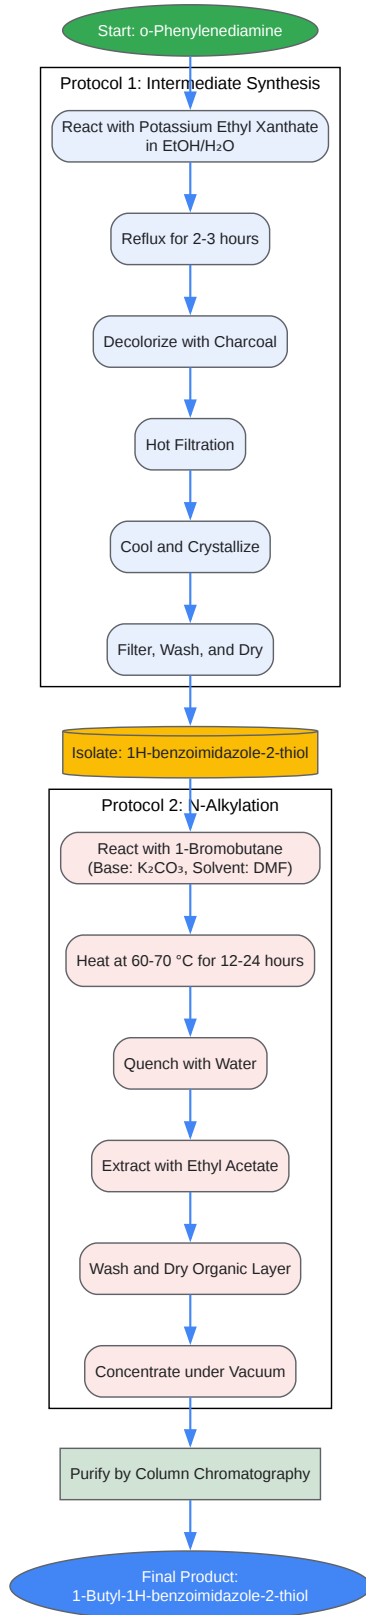 Start: o-Phenylenediamine
Protocol 1: Intermediate Synthesis
React with Potassium Ethyl Xanthate
in EtOH/H₂O
Reflux for 2-3 hours
Decolorize with Charcoal
Hot Filtration
Cool and Crystallize
Filter, Wash, and Dry
Isolate: 1H-benzoimidazole-2-thiol
Protocol 2: N-Alkylation
React with 1-Bromobutane
(Base: K₂CO₃, Solvent: DMF)
Heat at 60-70 °C for 12-24 hours
Quench with Water
Extract with Ethyl Acetate
Wash and Dry Organic Layer
Concentrate under Vacuum
Purify by Column Chromatography
Final Product:
1-Butyl-1H-benzoimidazole-2-thiol